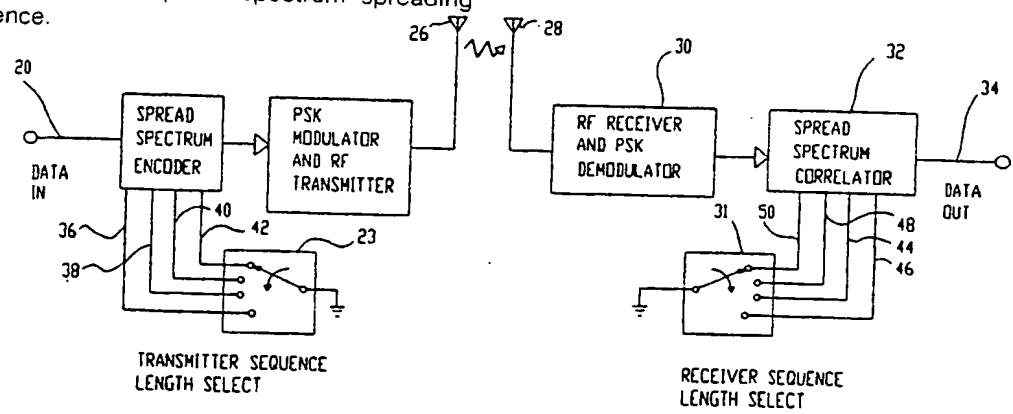 spectrum spreading
ence.
26
28
30
32
20
34
SPREAD
SPECTRUM
ENCODER
PSK
MODULATOR
AND RF
TRANSMITTER
RF RECEIVER
AND PSK
DEMODULATOR
SPREAD
SPECTRUM
CORRELATOR
DATA
IN
DATA
OUT
36
38
40
42
23
31
50
48
44
46
TRANSMITTER SEQUENCE
LENGTH SELECT
RECEIVER SEQUENCE
LENGTH SELECT